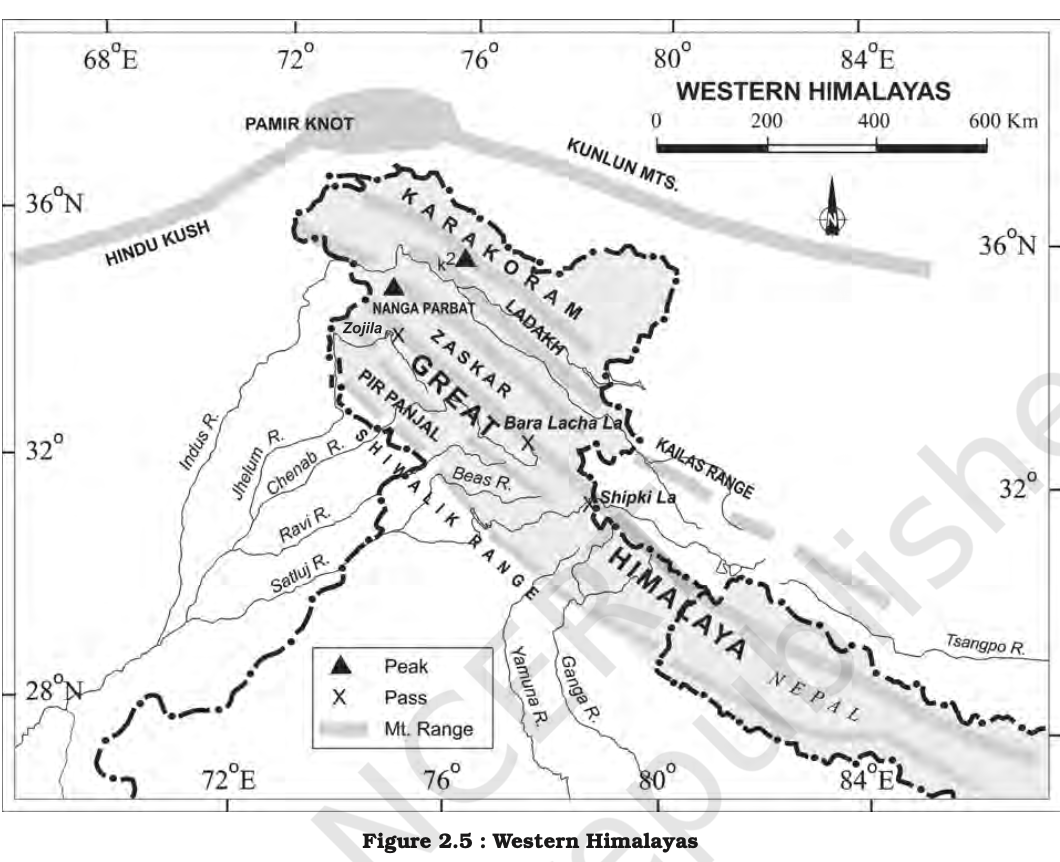 68°E 72° 76° 80° 84°E
WESTERN HIMALAYAS
0 200 400 600 Km
PAMIR KNOT
KUNLUN MTS.
HINDU KUSH
N
36°N
36°N
KARAKORAM
K2
NANGA PARBAT
LADAKH
Zojila
ZASKAR
GREAT
PIR PANJAL
Bara Lacha La
32°
32°
KAILAS RANGE
Indus R.
Jhelum R.
Chenab R.
SHIWALIK RANGE
Beas R.
Shipki La
Ravi R.
Satluj R.
HIMALAYA
Tsangpo R.
Yamuna R.
Ganga R.
NEPAL
28°N
Peak
X Pass
Mt. Range
72°E 76° 80° 84°E
NCER
republishe
Figure 2.5 : Western Himalayas